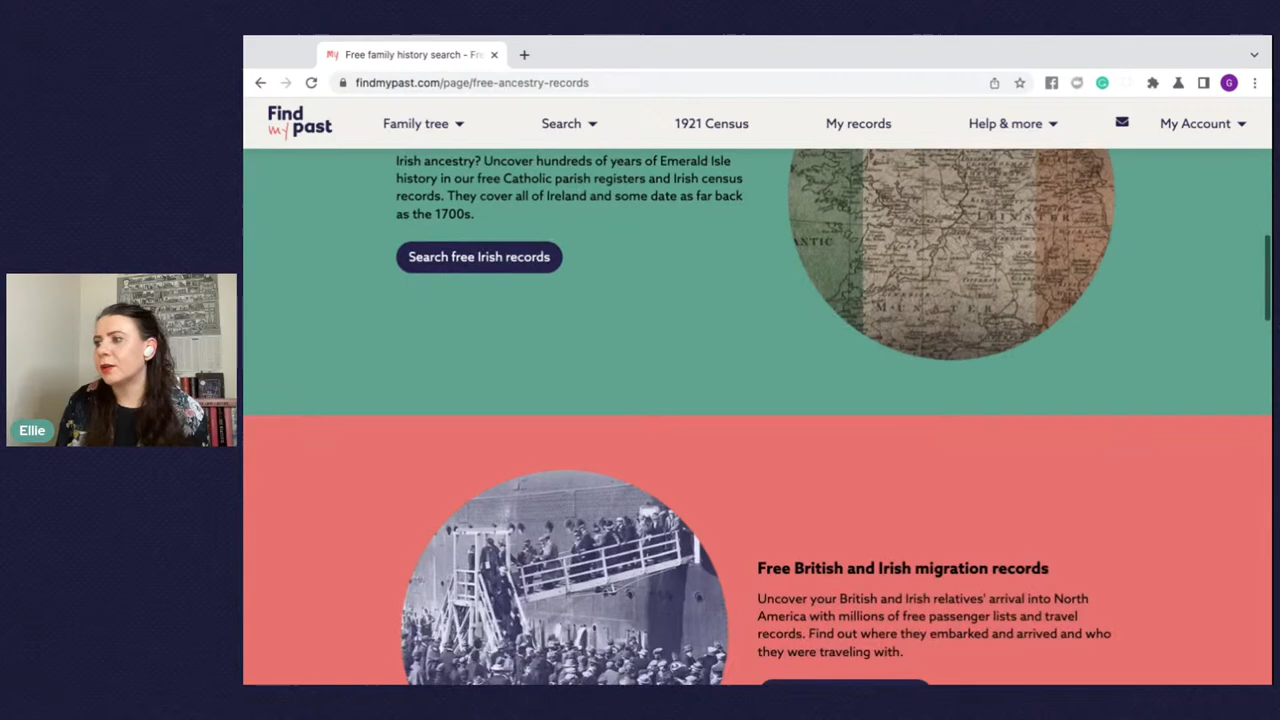 my Free family history search - Fre
findmypast.com/page/free-ancestry-records
G
Find
my past
Family tree
Search
1921 Census
My records
Help & more
My Account
Irish ancestry? Uncover hundreds of years of Emerald Isle
history in our free Catholic parish registers and Irish census
records. They cover all of Ireland and some date as far back
as the 1700s.
Search free Irish records
ANTIC
LEINSTER
MUNSTER
Ellie
Free British and Irish migration records
Uncover your British and Irish relatives' arrival into North
America with millions of free passenger lists and travel
records. Find out where they embarked and arrived and who
they were traveling with.